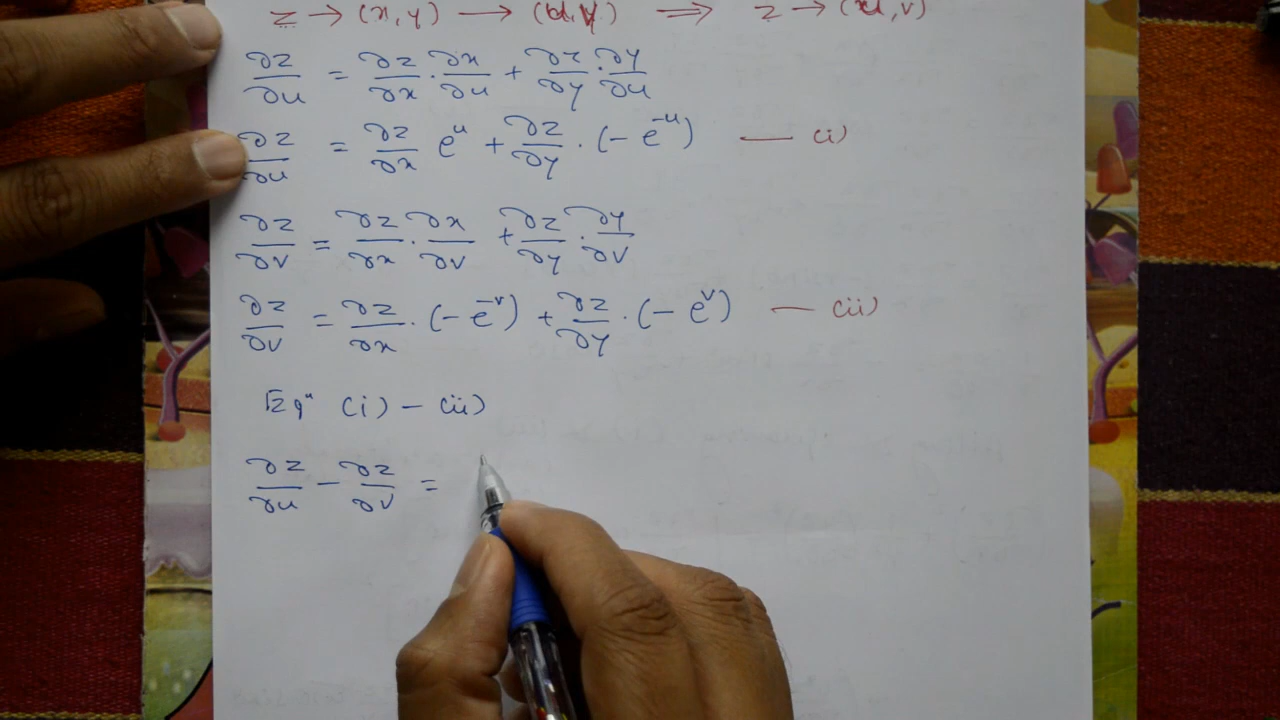 z → (x, y) → (u, v) ⇒ z → (u, v)
∂z/∂u = ∂z/∂x · ∂x/∂u + ∂z/∂y · ∂y/∂u
∂z/∂u = ∂z/∂x e^u + ∂z/∂y · (- e^-u) — (i)
∂z/∂v = ∂z/∂x · ∂x/∂v + ∂z/∂y · ∂y/∂v
∂z/∂v = ∂z/∂x · (- e^-v) + ∂z/∂y · (- e^v) — (ii)
Eqⁿ (i) - (ii)
∂z/∂u - ∂z/∂v =